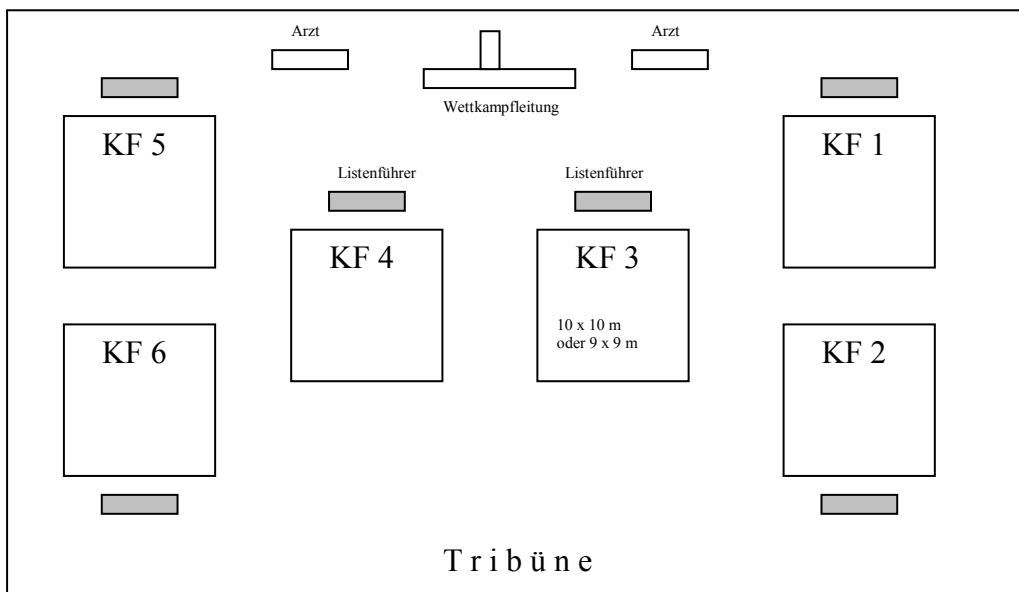 Arzt
Arzt
Wettkampfleitung
KF 5
KF 1
Listenführer
Listenführer
KF 4
KF 3
10 x 10 m
oder 9 x 9 m
KF 6
KF 2
Tribüne